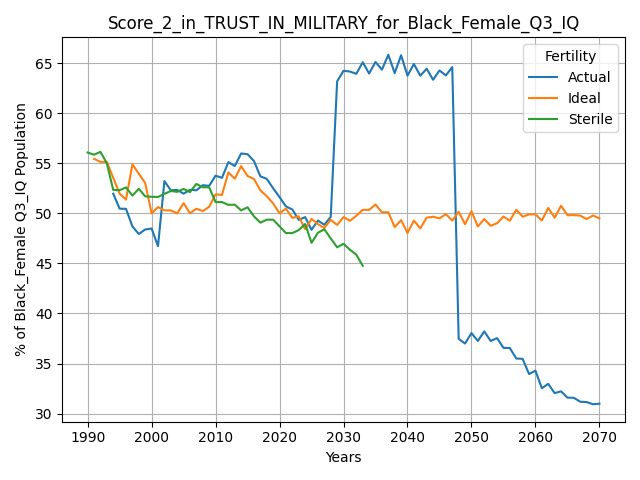 Score_2_in_TRUST_IN_MILITARY_for_Black_Female_Q3_IQ
% of Black_Female Q3_IQ Population
65
60
55
50
45
40
35
30
Fertility
Actual
Ideal
Sterile
1990 2000 2010 2020 2030 2040 2050 2060 2070
Years